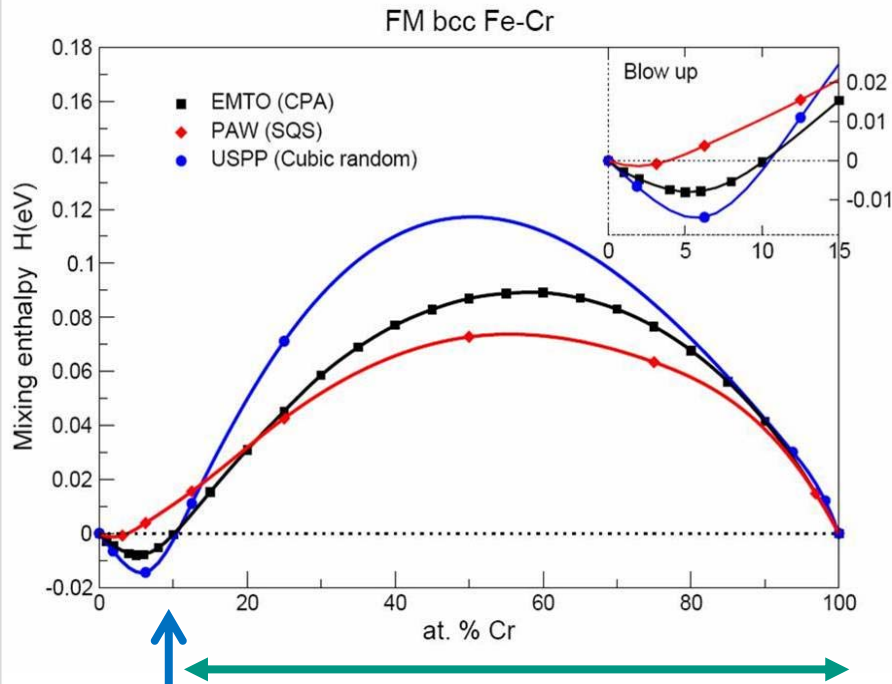 FM bcc Fe-Cr
Mixing enthalpy H(eV)
0.18
0.16
0.14
0.12
0.1
0.08
0.06
0.04
0.02
0
-0.02
EMTO (CPA)
PAW (SQS)
USPP (Cubic random)
Blow up
0.02
0.01
0
-0.01
0 5 10 15
0 20 40 60 80 100
at. % Cr